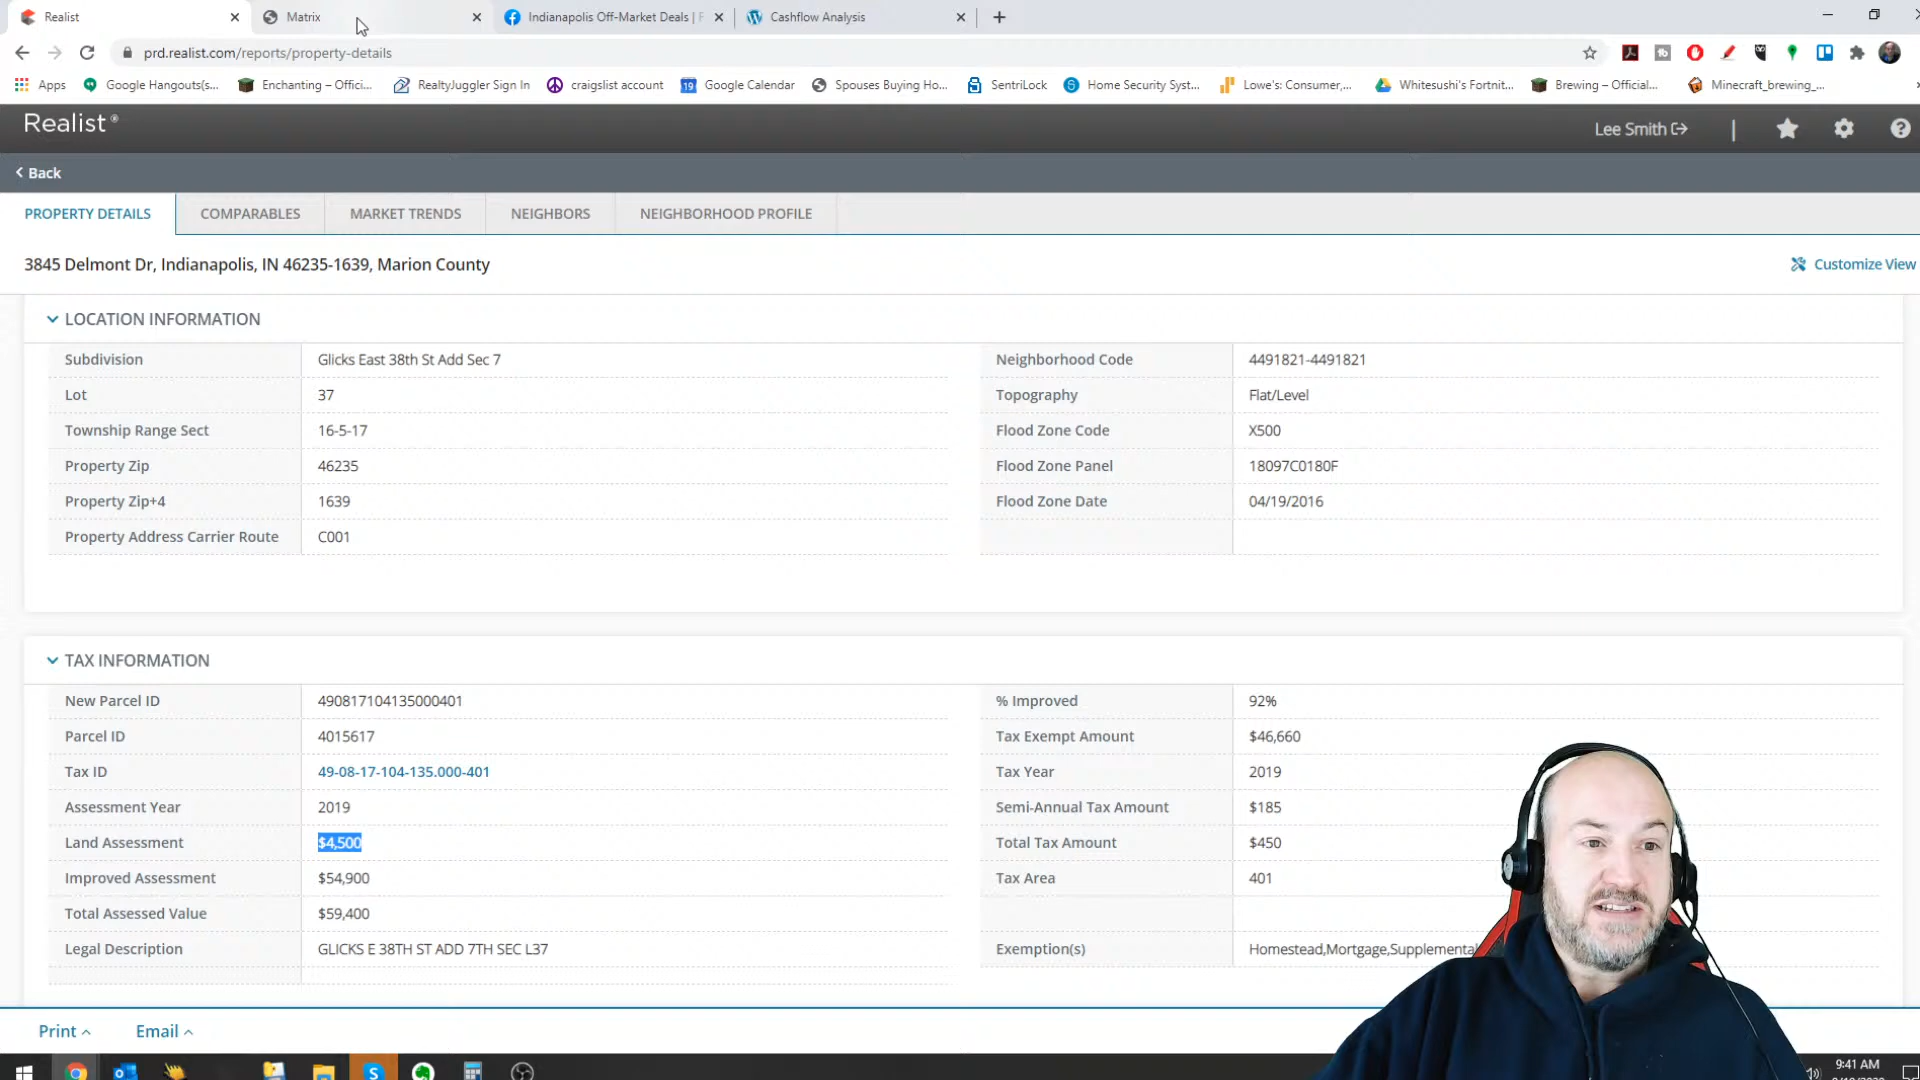 Realist
Matrix
Indianapolis Off-Market Deals | F
Cashflow Analysis
prd.realist.com/reports/property-details
Apps
Google Hangouts(s...
Enchanting – Offici...
RealtyJuggler Sign In
craigslist account
19
Google Calendar
Spouses Buying Ho...
SentriLock
Home Security Syst...
Lowe's: Consumer,...
Whitesushi's Fortnit...
Brewing – Official...
Minecraft_brewing_...
Realist®
Lee Smith
|
Back
PROPERTY DETAILS
COMPARABLES
MARKET TRENDS
NEIGHBORS
NEIGHBORHOOD PROFILE
3845 Delmont Dr, Indianapolis, IN 46235-1639, Marion County
Customize View
LOCATION INFORMATION
Subdivision Glicks East 38th St Add Sec 7
Neighborhood Code 4491821-4491821
Lot 37
Topography Flat/Level
Township Range Sect 16-5-17
Flood Zone Code X500
Property Zip 46235
Flood Zone Panel 18097C0180F
Property Zip+4 1639
Flood Zone Date 04/19/2016
Property Address Carrier Route C001
TAX INFORMATION
New Parcel ID 490817104135000401
% Improved 92%
Parcel ID 4015617
Tax Exempt Amount $46,660
Tax ID 49-08-17-104-135.000-401
Tax Year 2019
Assessment Year 2019
Semi-Annual Tax Amount $185
Land Assessment $4,500
Total Tax Amount $450
Improved Assessment $54,900
Tax Area 401
Total Assessed Value $59,400
Legal Description GLICKS E 38TH ST ADD 7TH SEC L37
Exemption(s) Homestead,Mortgage,Supplemental
Print
Email
9:41 AM